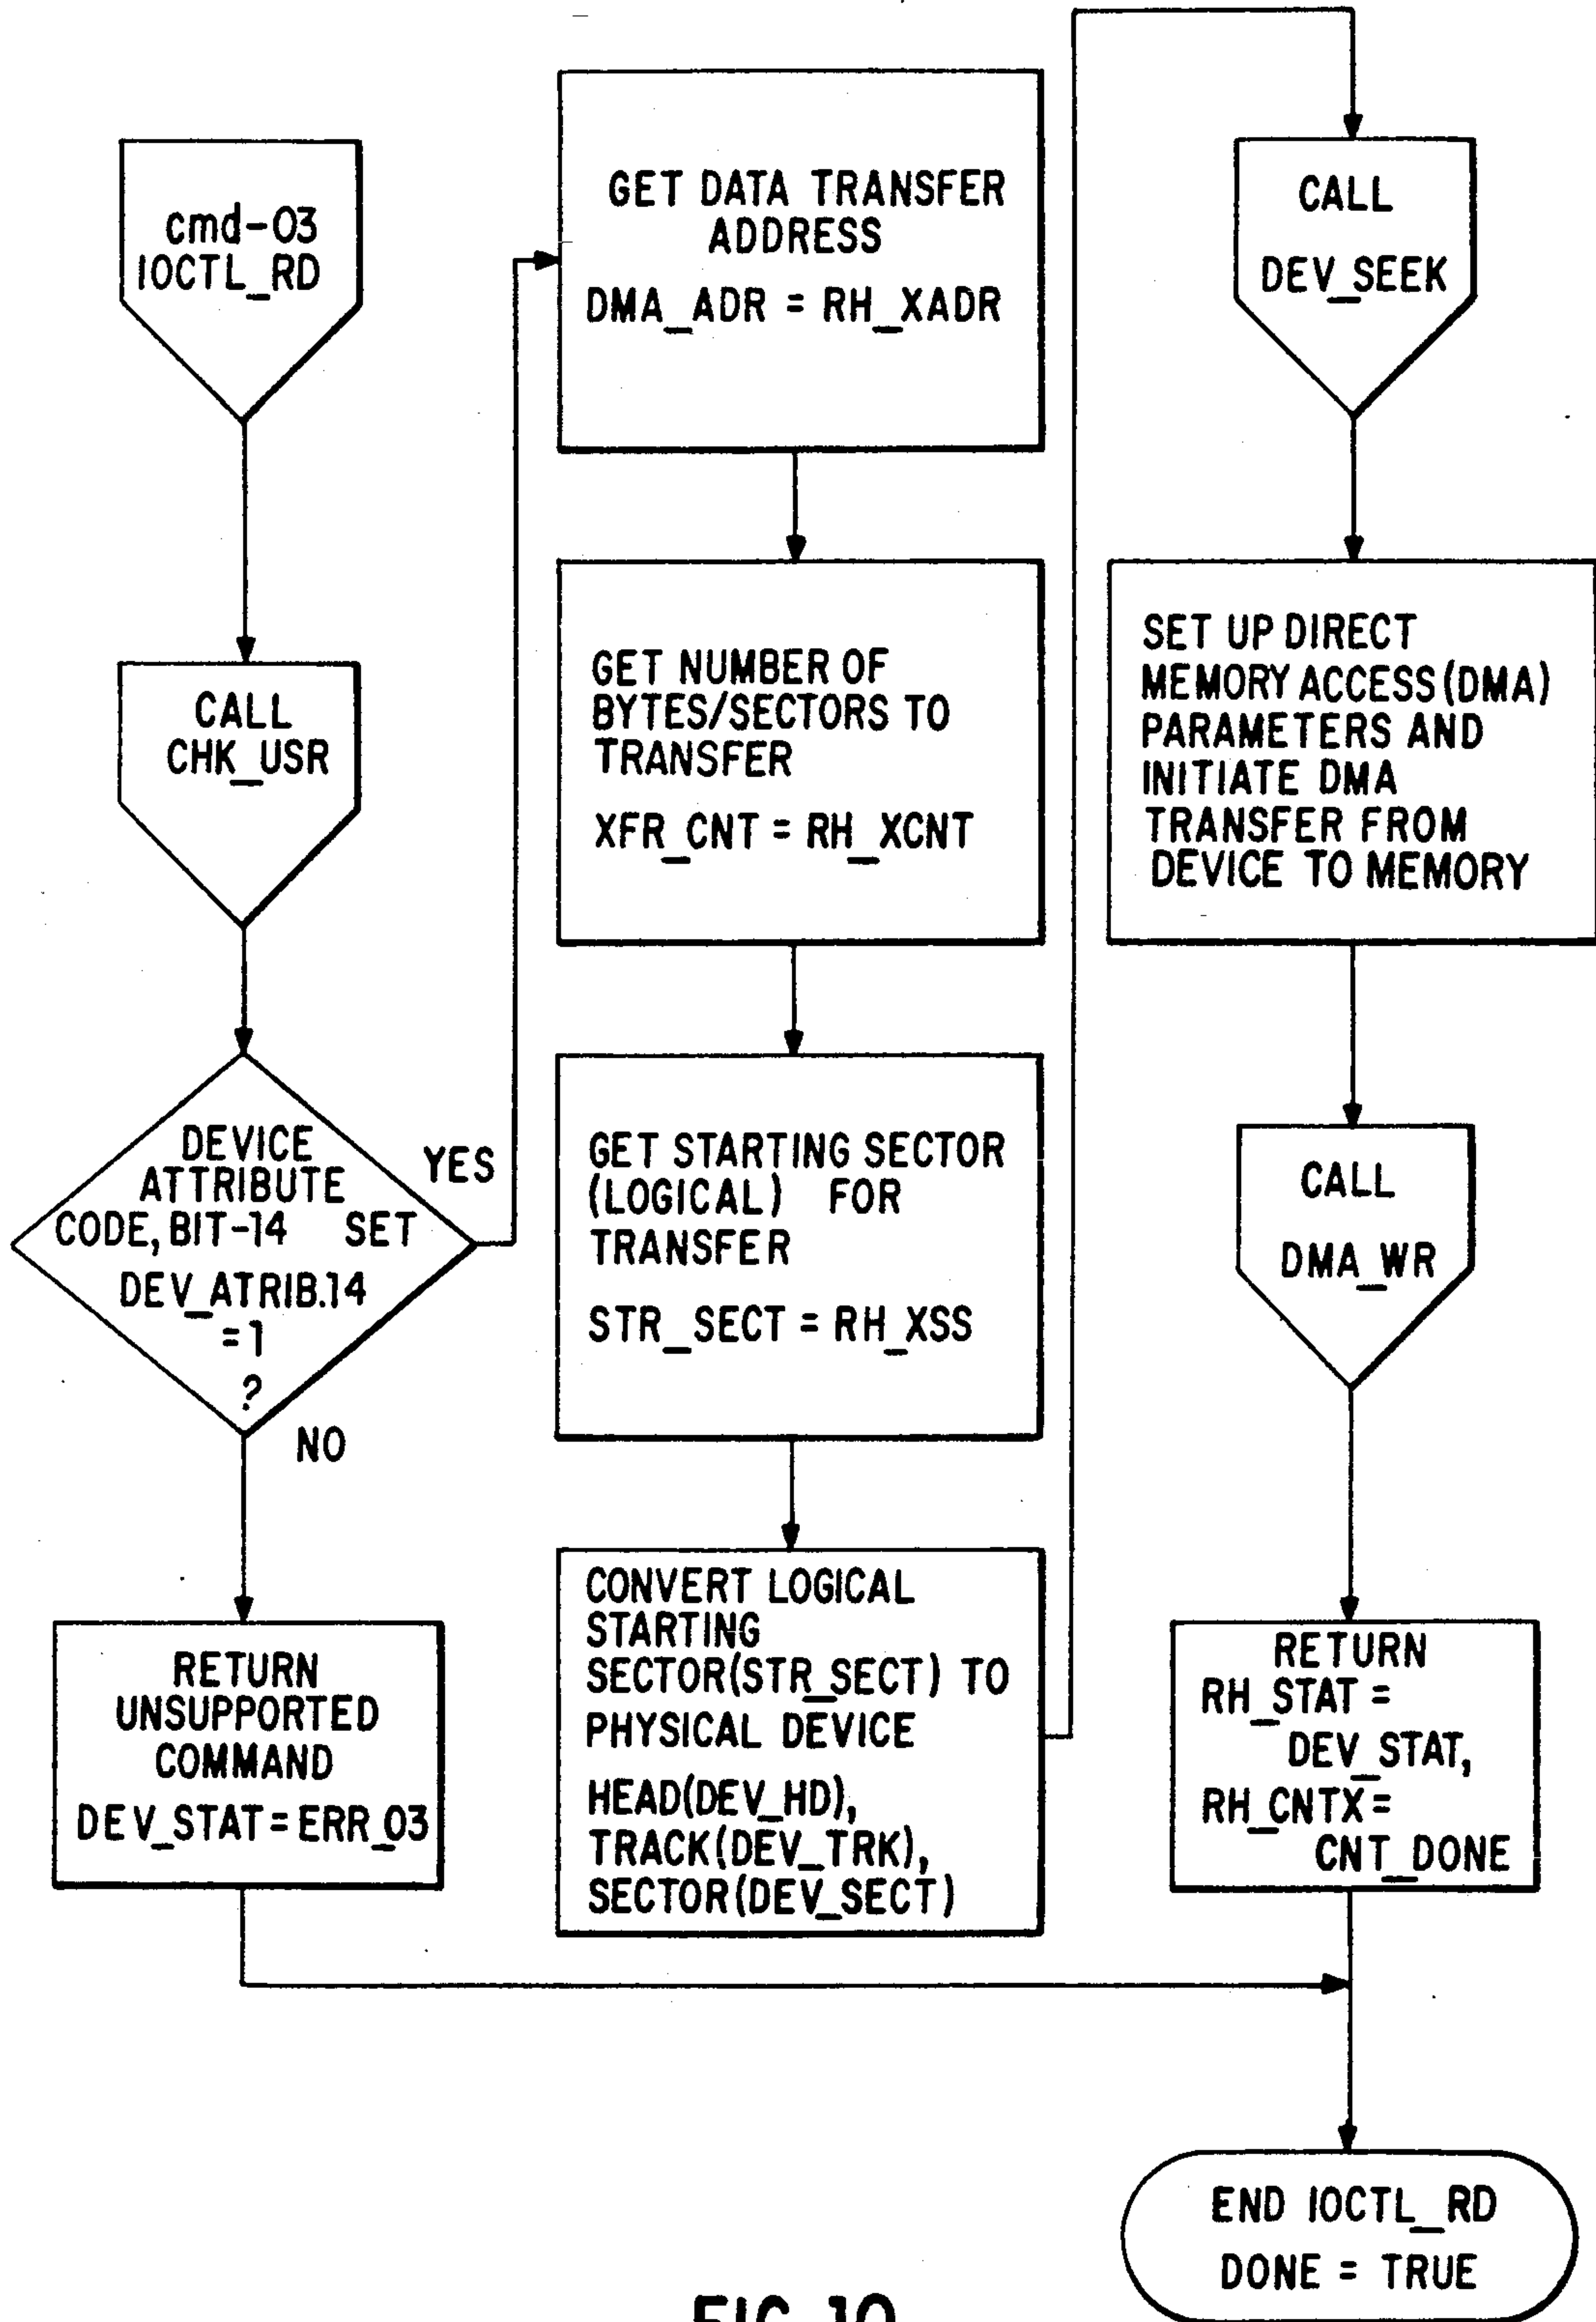 cmd-03
IOCTL_RD
CALL
CHK_USR
DEVICE
ATTRIBUTE
CODE, BIT-14 SET
DEV_ATRIB.14
=1
?
YES
NO
RETURN
UNSUPPORTED
COMMAND
DEV_STAT = ERR_03
GET DATA TRANSFER
ADDRESS
DMA_ADR = RH_XADR
GET NUMBER OF
BYTES/SECTORS TO
TRANSFER
XFR_CNT = RH_XCNT
GET STARTING SECTOR
(LOGICAL) FOR
TRANSFER
STR_SECT = RH_XSS
CONVERT LOGICAL
STARTING
SECTOR(STR_SECT) TO
PHYSICAL DEVICE
HEAD(DEV_HD),
TRACK(DEV_TRK),
SECTOR(DEV_SECT)
CALL
DEV_SEEK
SET UP DIRECT
MEMORY ACCESS(DMA)
PARAMETERS AND
INITIATE DMA
TRANSFER FROM
DEVICE TO MEMORY
CALL
DMA_WR
RETURN
RH_STAT =
DEV_STAT,
RH_CNTX =
CNT_DONE
END IOCTL_RD
DONE = TRUE